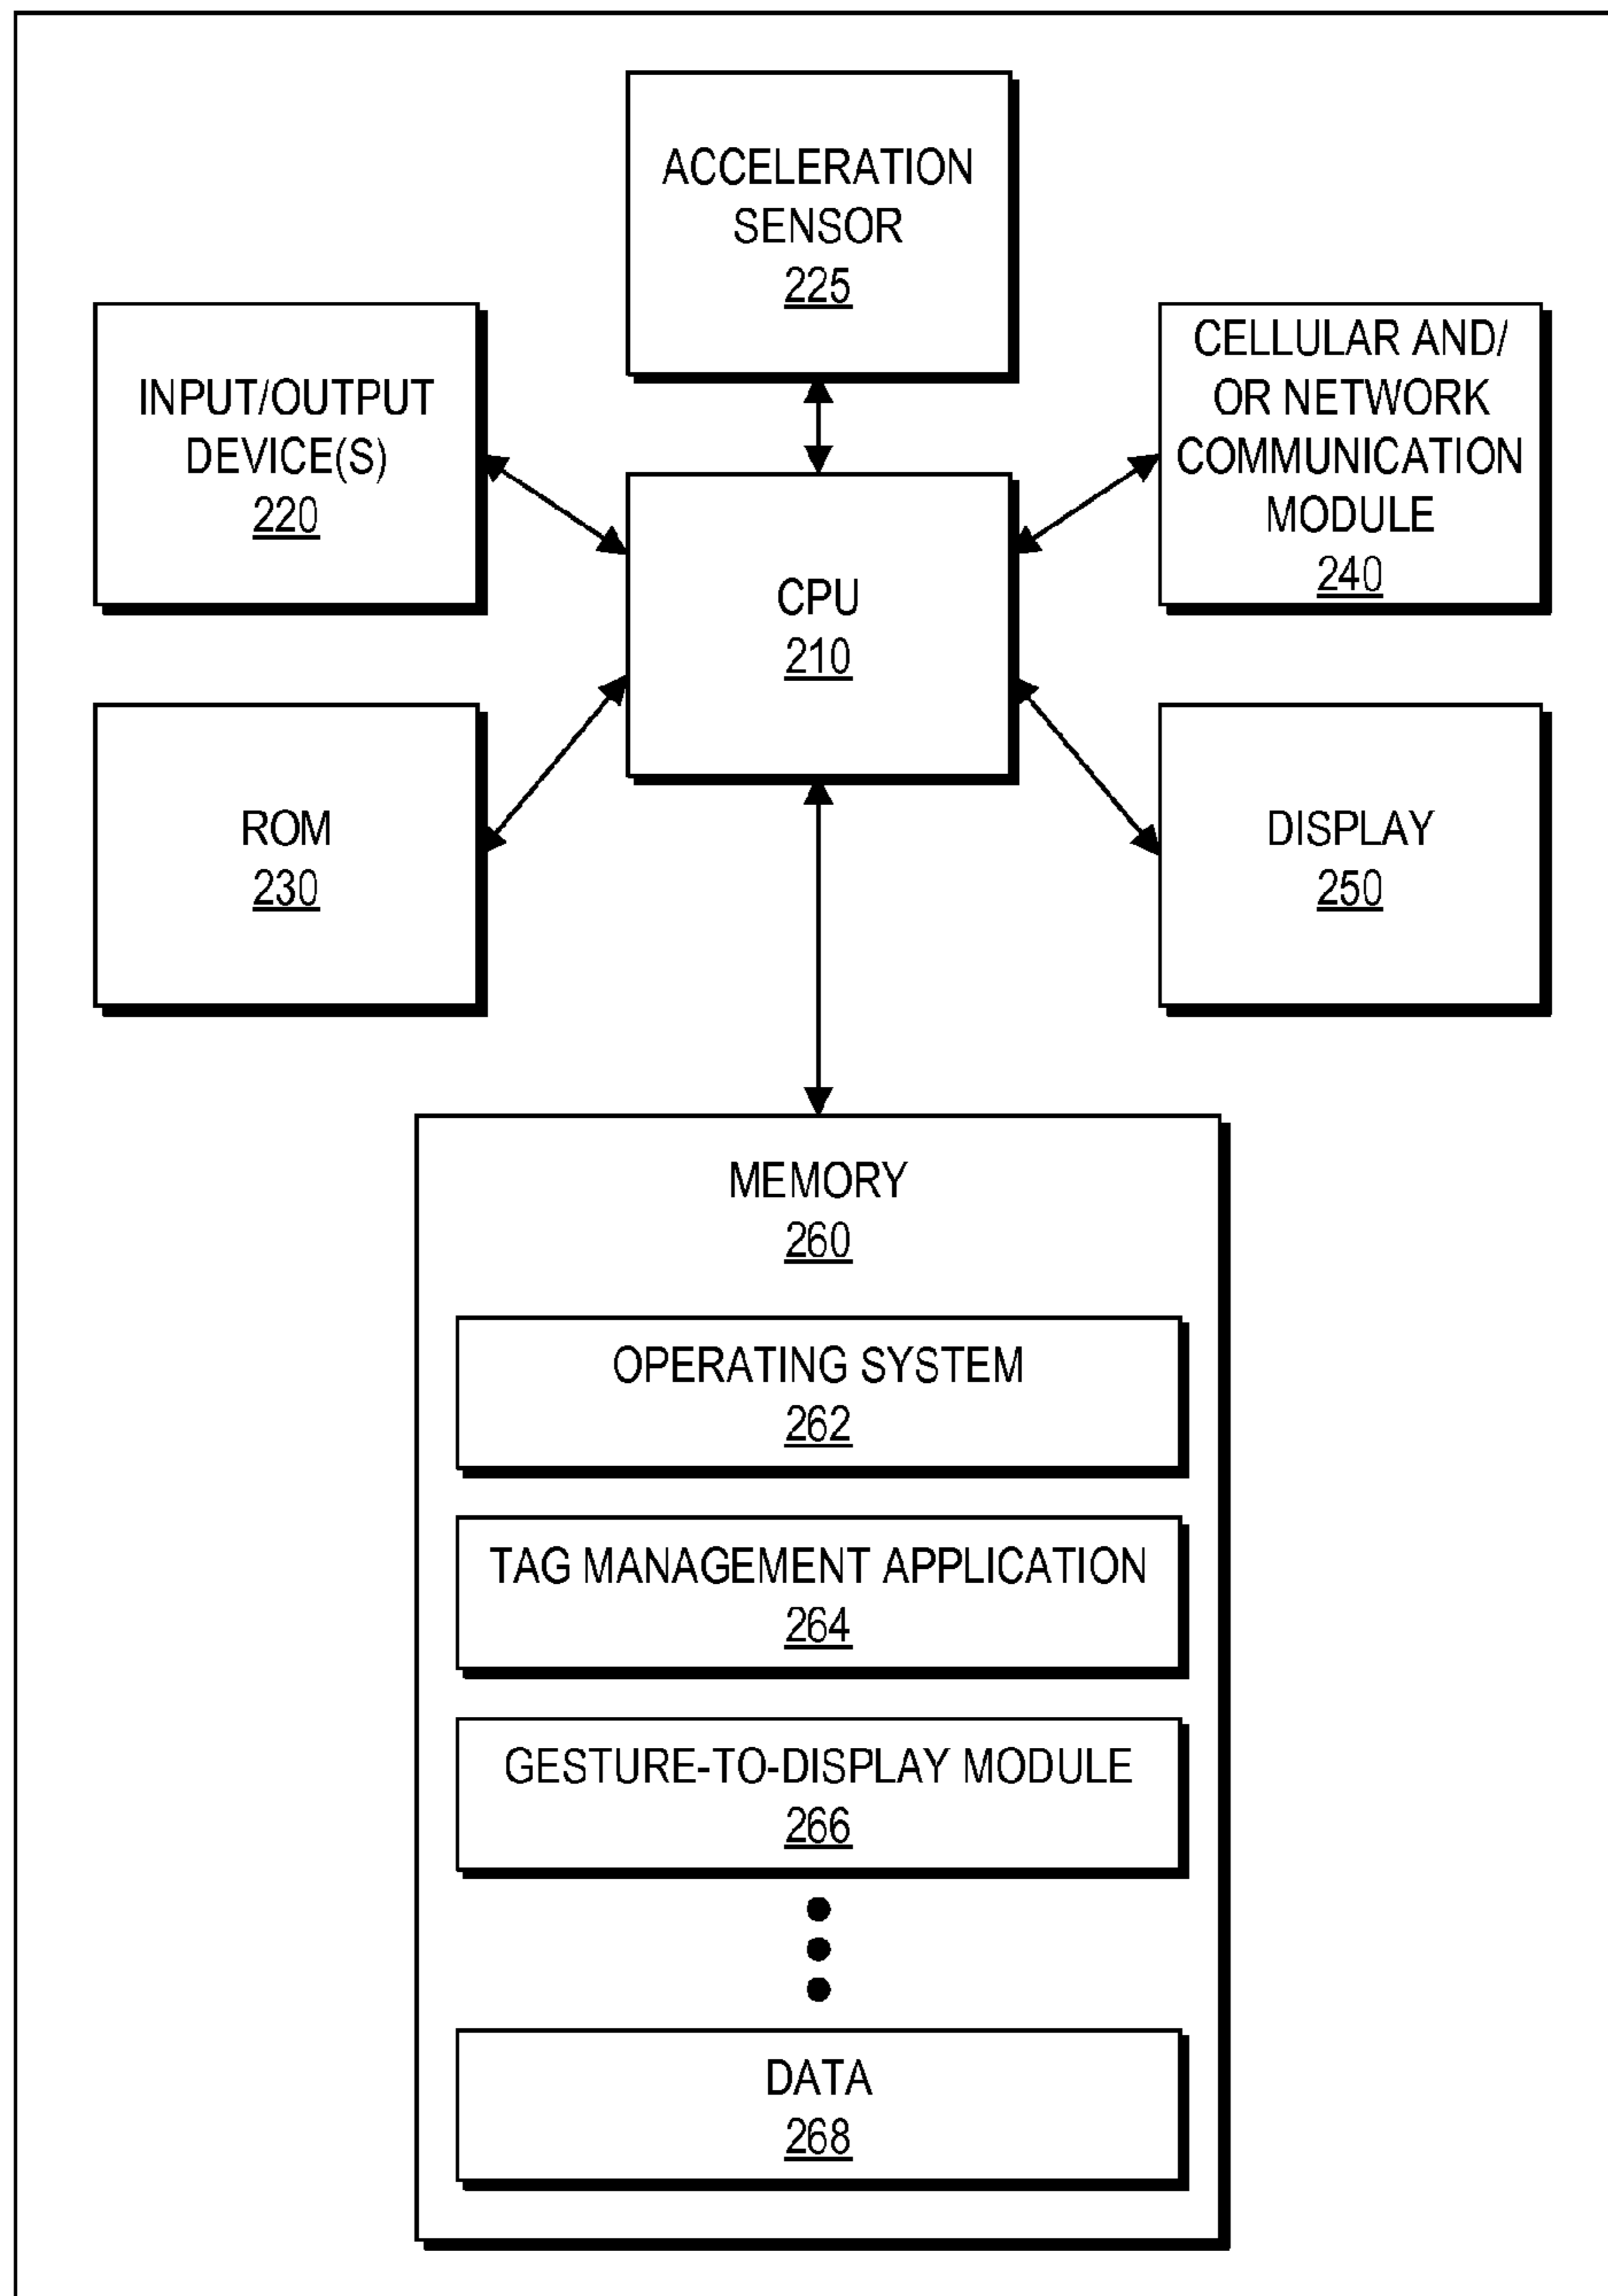 ACCELERATION
SENSOR
225
INPUT/OUTPUT
DEVICE(S)
220
CELLULAR AND/
OR NETWORK
COMMUNICATION
MODULE
240
CPU
210
ROM
230
DISPLAY
250
MEMORY
260
OPERATING SYSTEM
262
TAG MANAGEMENT APPLICATION
264
GESTURE-TO-DISPLAY MODULE
266
DATA
268